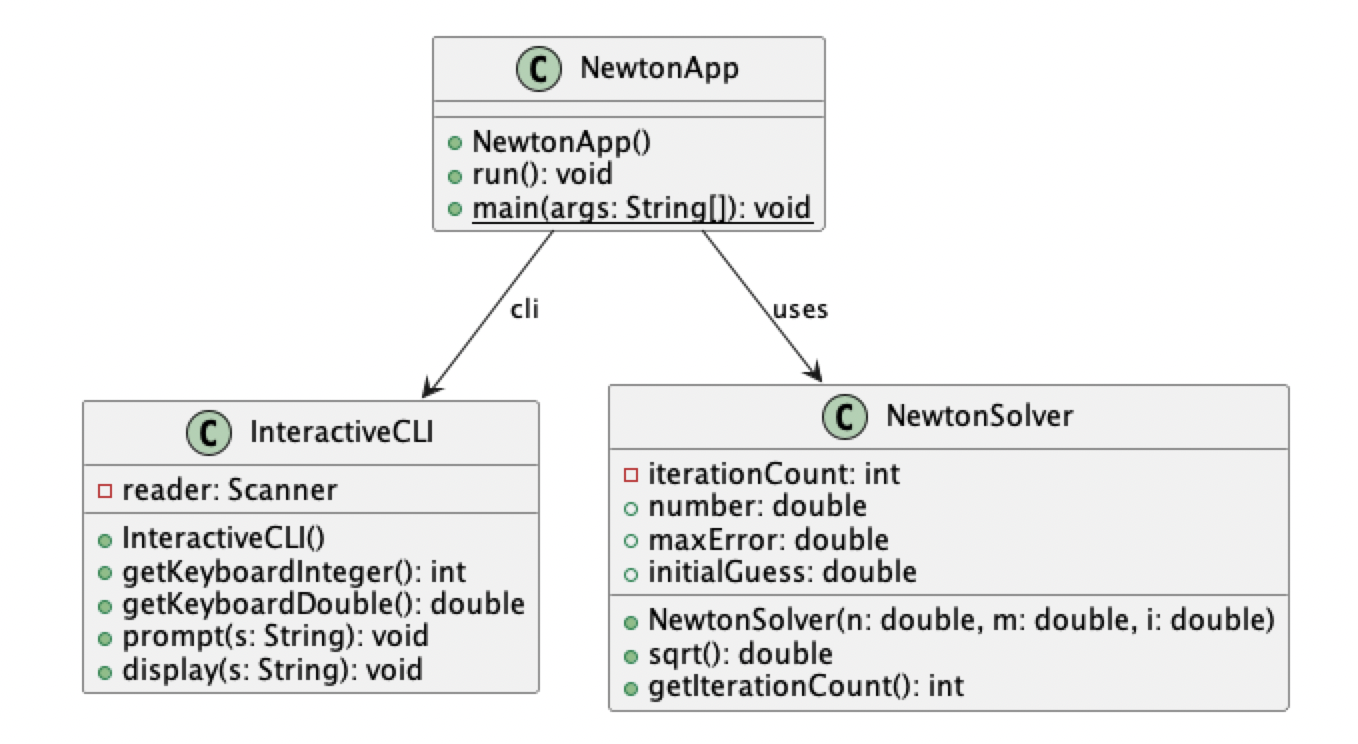 C NewtonApp
NewtonApp()
run(): void
main(args: String[]): void
cli
uses
C InteractiveCLI
reader: Scanner
InteractiveCLI()
getKeyboardInteger(): int
getKeyboardDouble(): double
prompt(s: String): void
display(s: String): void
C NewtonSolver
iterationCount: int
number: double
maxError: double
initialGuess: double
NewtonSolver(n: double, m: double, i: double)
sqrt(): double
getIterationCount(): int